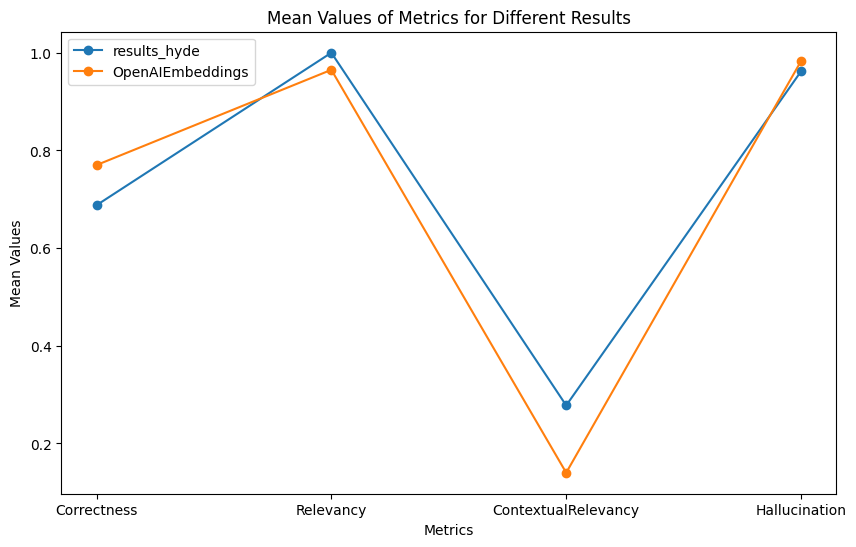 Mean Values of Metrics for Different Results
results_hyde
OpenAIEmbeddings
Mean Values
1.0
0.8
0.6
0.4
0.2
Correctness
Relevancy
ContextualRelevancy
Hallucination
Metrics